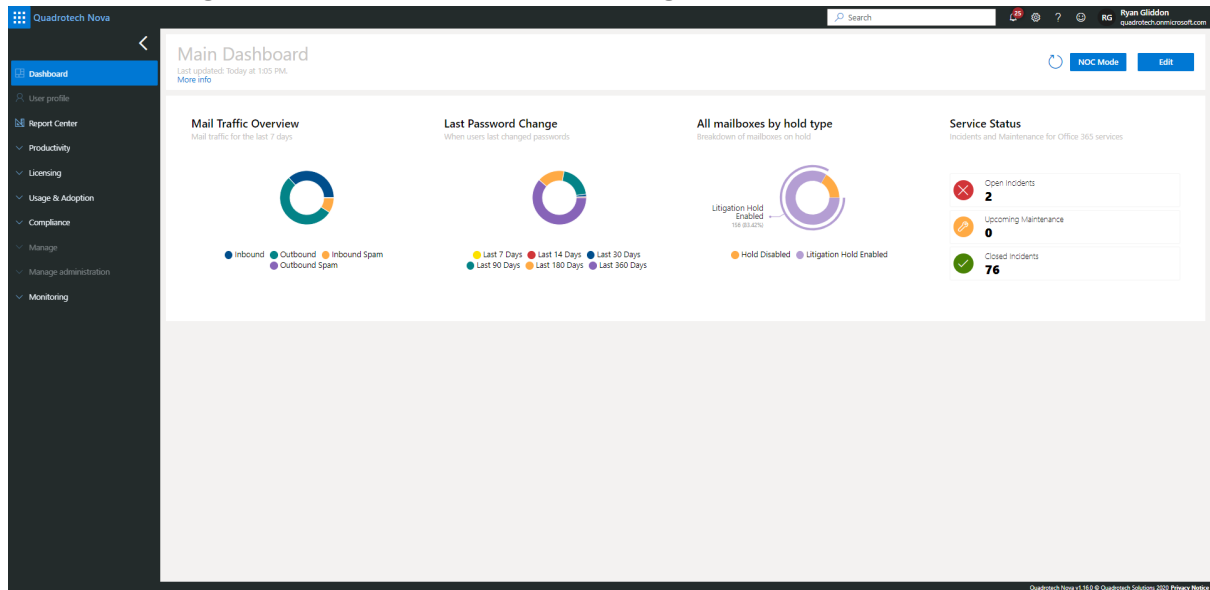 Quadrotech Nova
Search
25
?
RG
Ryan Gliddon
quadrotech.onmicrosoft.com
Dashboard
User profile
Report Center
Productivity
Licensing
Usage & Adoption
Compliance
Manage
Manage administration
Monitoring
Main Dashboard
Last updated: Today at 1:05 PM.
More info
NOC Mode
Edit
Mail Traffic Overview
Mail traffic for the last 7 days
Inbound Outbound Inbound Spam
Outbound Spam
Last Password Change
When users last changed passwords
Last 7 Days Last 14 Days Last 30 Days
Last 90 Days Last 180 Days Last 360 Days
All mailboxes by hold type
Breakdown of mailboxes on hold
Litigation Hold
Enabled
Hold Disabled Litigation Hold Enabled
Service Status
Incidents and Maintenance for Office 365 services
Open Incidents
2
Upcoming Maintenance
0
Closed Incidents
76
Quadrotech Nova v1.16.0 © Quadrotech Solutions 2020 Privacy Notice